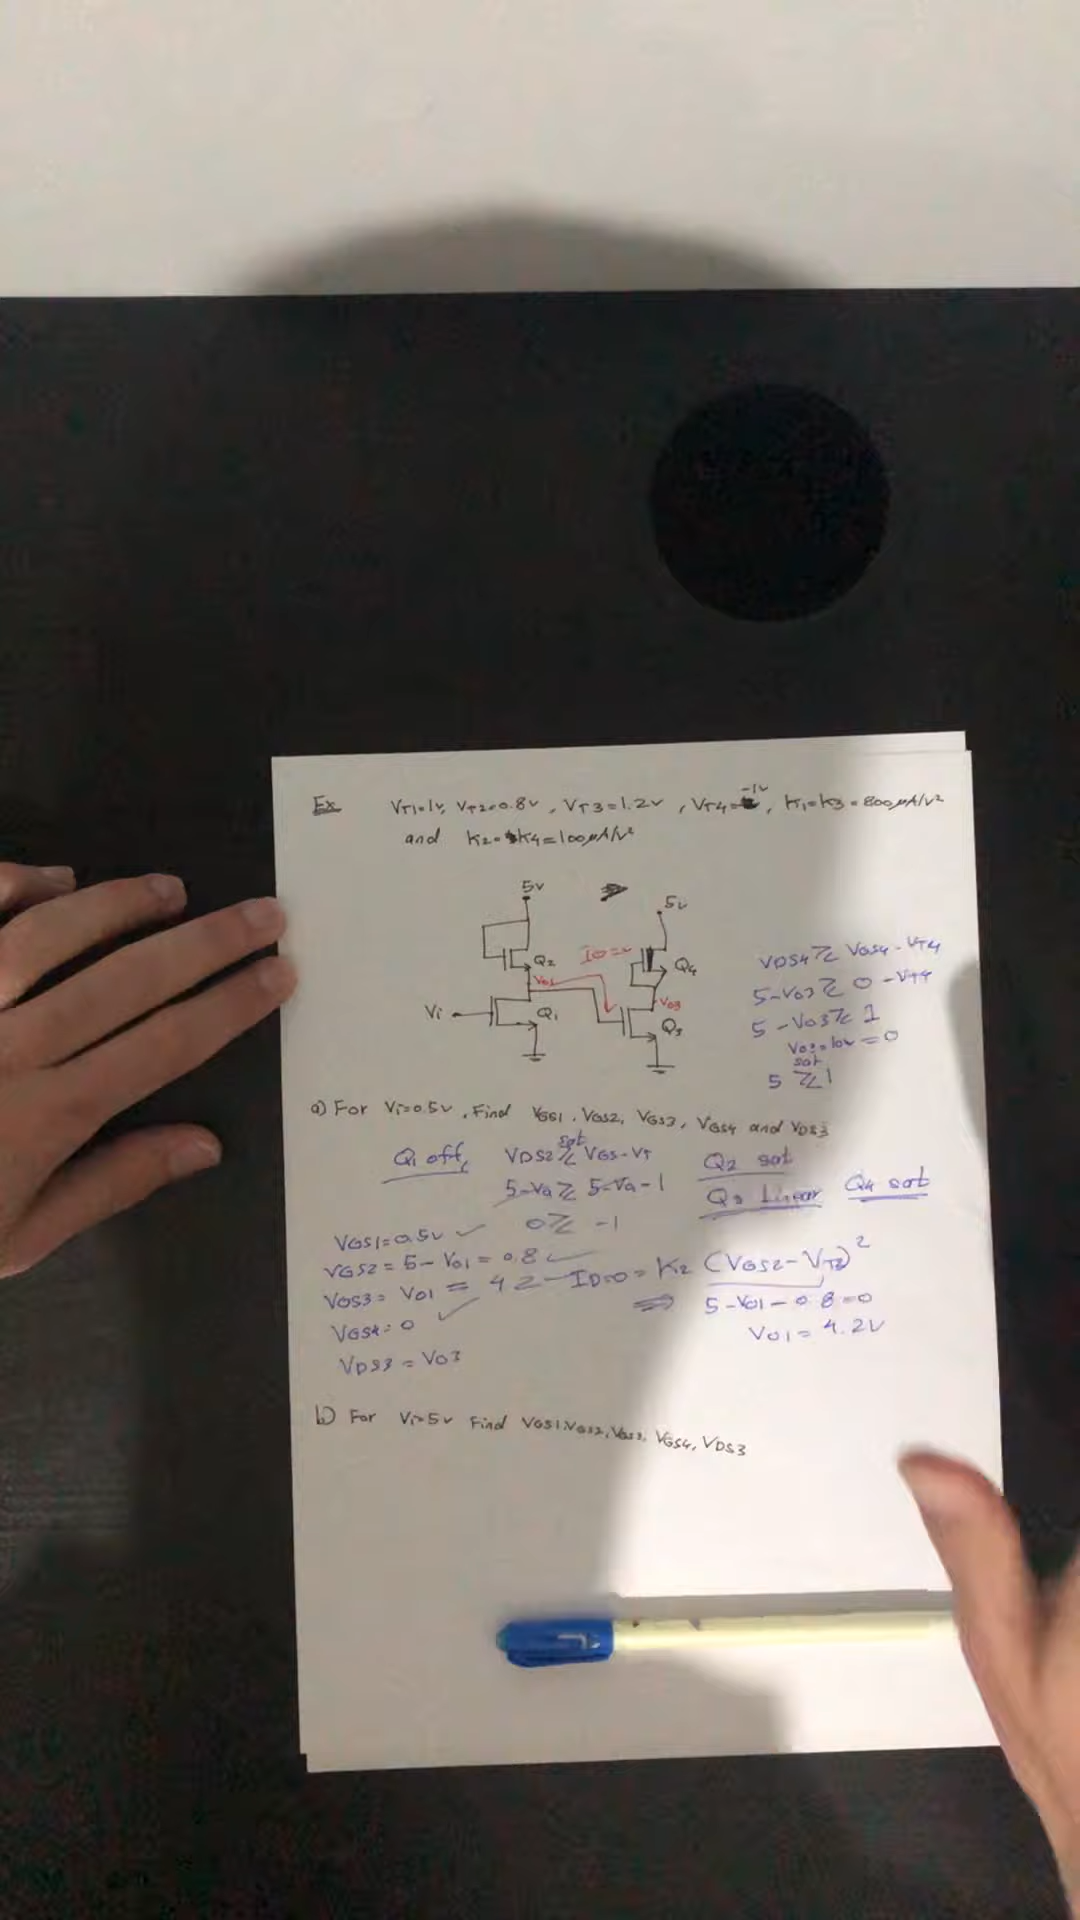 Ex VT1=1v, VT2=0.8v, VT3=1.2v, VT4=-1v, K1=K3=800μA/V²
and K2=K4=100μA/V²
5v
5v
Q2
ID=0
Q4
Vo1
Vi
Q1
Vo3
Q3
VDS4 ≥ VGS4-VT4
5-Vo3 ≥ 0-VT4
5-Vo3 ≥ 1
Vo3=low=0
sat
5 ≥ 1
a) For Vi=0.5v, Find VGS1, VGS2, VGS3, VGS4 and VDS3
Q1 off, VDS2 sat ≥ VGS-VT Q2 sat
5-Va ≥ 5-Va-1 Q3 Linear Q4 sat
0 ≥ -1
VGS1=0.5v ✓
VGS2=5-Vo1=0.8 ✓
VGS3=Vo1=4.2 ID=0=K2(VGS2-VT2)²
VGS4=0 ✓
⇒ 5-Vo1-0.8=0
Vo1=4.2V
VDS3=Vo3
b) For Vi=5v Find VGS1, VGS2, VGS3, VGS4, VDS3